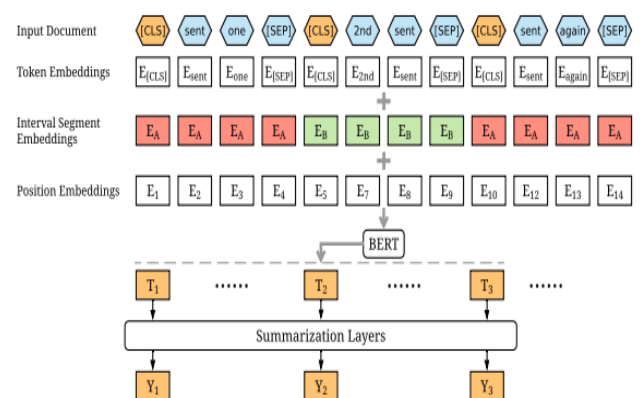 Input Document [CLS] sent one [SEP] [CLS] 2nd sent [SEP] [CLS] sent again [SEP]
Token Embeddings E[CLS] Esent Eone E[SEP] E[CLS] E2nd Esent E[SEP] E[CLS] Esent Eagain E[SEP]
+
Interval Segment
Embeddings EA EA EA EA EB EB EB EB EA EA EA EA
+
Position Embeddings E1 E2 E3 E4 E5 E7 E8 E9 E10 E12 E13 E14
BERT
T1 ...... T2 ...... T3 ......
Summarization Layers
Y1 Y2 Y3